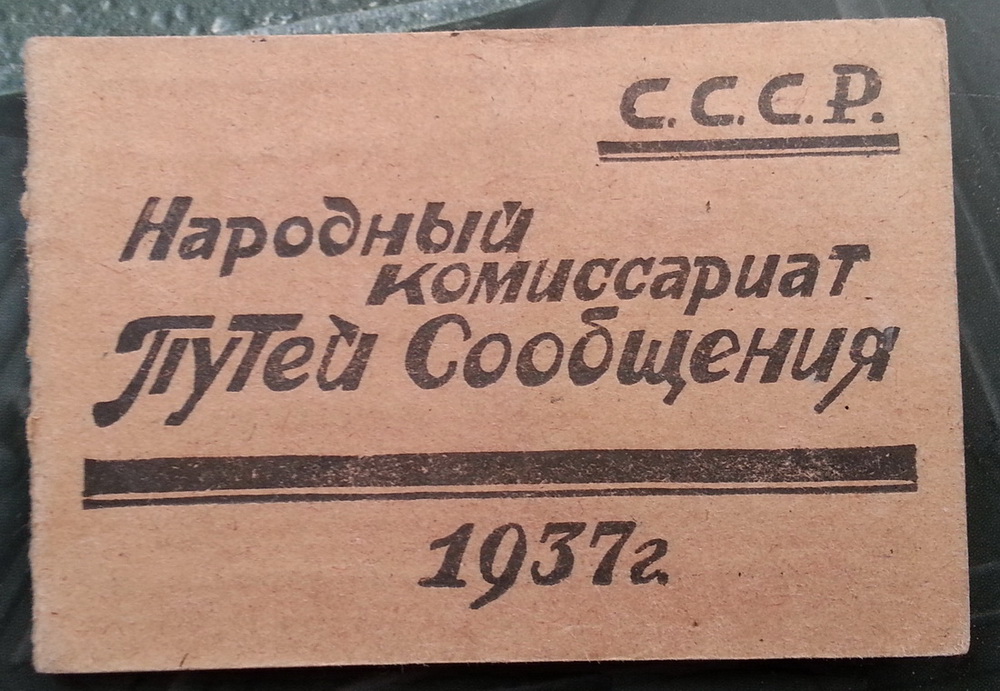 С.С.С.Р.
Народный
комиссариат
Путей Сообщения
1937г.